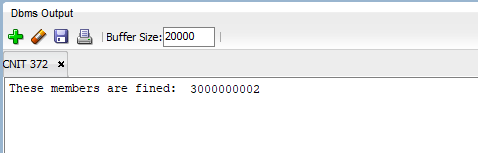 Dbms Output
Buffer Size: 20000
CNIT 372 ×
These members are fined: 3000000002